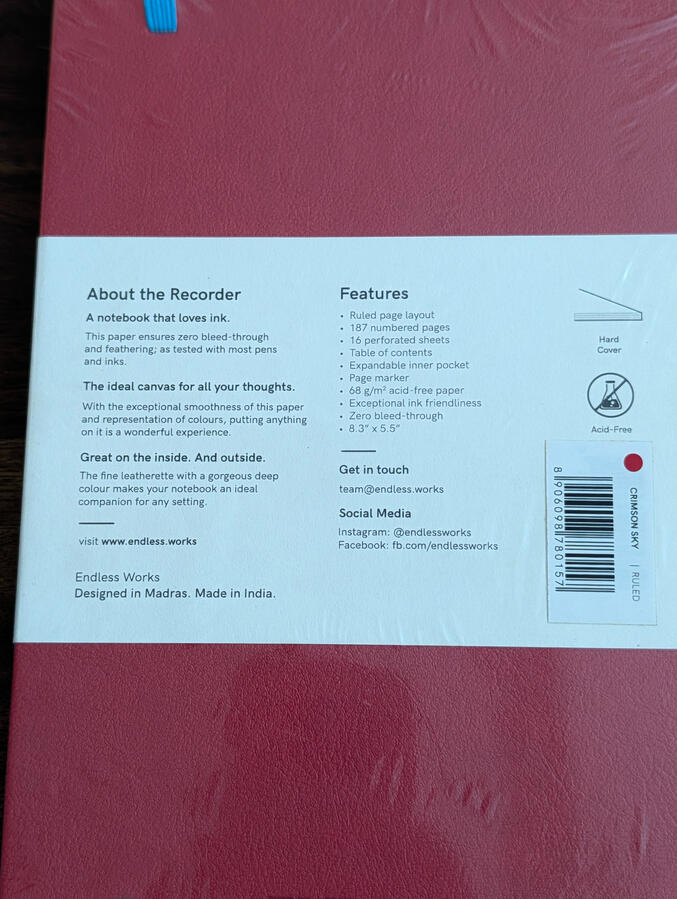 About the Recorder
A notebook that loves ink.
This paper ensures zero bleed-through
and feathering; as tested with most pens
and inks.
The ideal canvas for all your thoughts.
With the exceptional smoothness of this paper
and representation of colours, putting anything
on it is a wonderful experience.
Great on the inside. And outside.
The fine leatherette with a gorgeous deep
colour makes your notebook an ideal
companion for any setting.
visit www.endless.works
Endless Works
Designed in Madras. Made in India.
Features
• Ruled page layout
• 187 numbered pages
• 16 perforated sheets
• Table of contents
• Expandable inner pocket
• Page marker
• 68 g/m² acid-free paper
• Exceptional ink friendliness
• Zero bleed-through
• 8.3" x 5.5"
Get in touch
team@endless.works
Social Media
Instagram: @endlessworks
Facebook: fb.com/endlessworks
Hard
Cover
Acid-Free
CRIMSON SKY | RULED
8906098780157